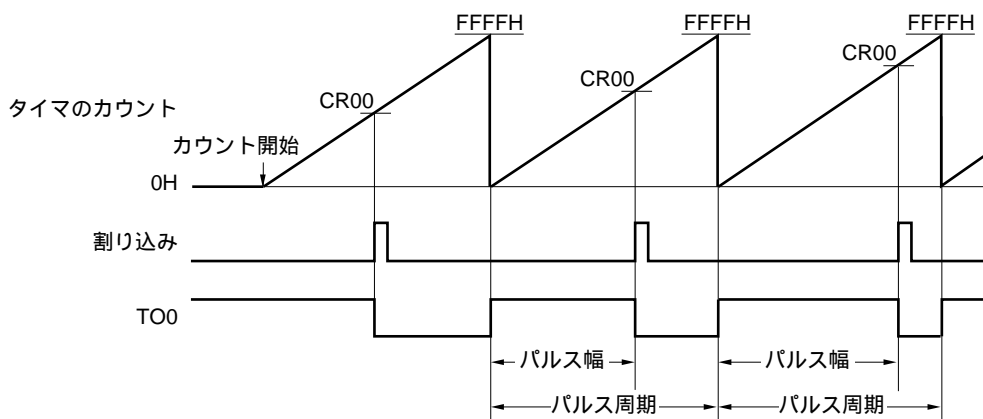 FFFFH
FFFFH
FFFFH
CR00
CR00
CR00
タイマのカウント
カウント開始
0H
割り込み
TO0
パルス幅
パルス幅
パルス周期
パルス周期